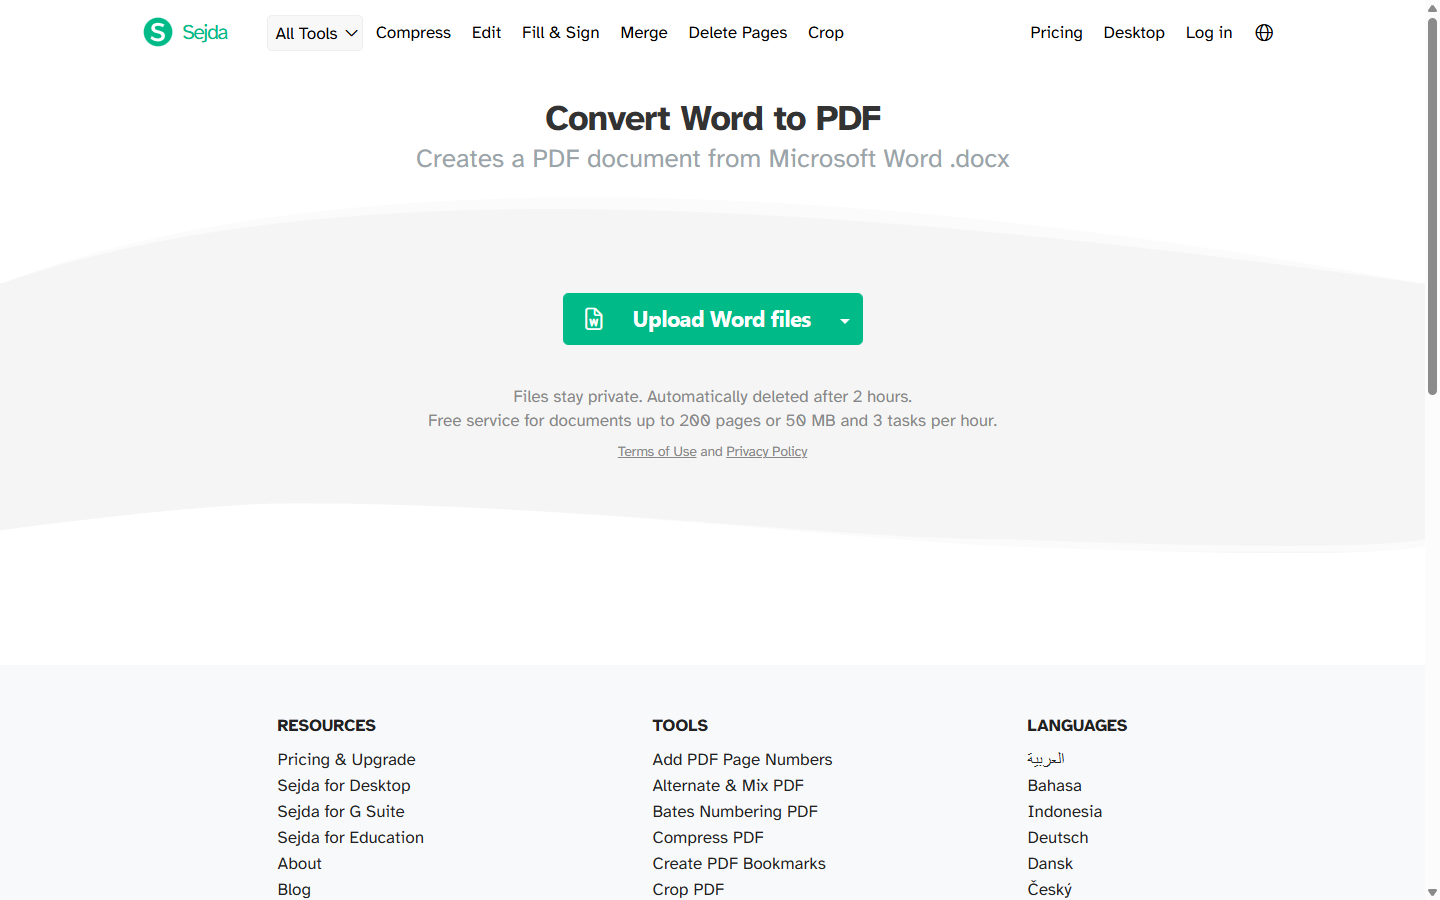 Sejda
All Tools
Compress
Edit
Fill & Sign
Merge
Delete Pages
Crop
Pricing
Desktop
Log in
Convert Word to PDF
Creates a PDF document from Microsoft Word .docx
Upload Word files
Files stay private. Automatically deleted after 2 hours.
Free service for documents up to 200 pages or 50 MB and 3 tasks per hour.
Terms of Use and Privacy Policy
RESOURCES
Pricing & Upgrade
Sejda for Desktop
Sejda for G Suite
Sejda for Education
About
Blog
TOOLS
Add PDF Page Numbers
Alternate & Mix PDF
Bates Numbering PDF
Compress PDF
Create PDF Bookmarks
Crop PDF
LANGUAGES
العربية
Bahasa
Indonesia
Deutsch
Dansk
Český